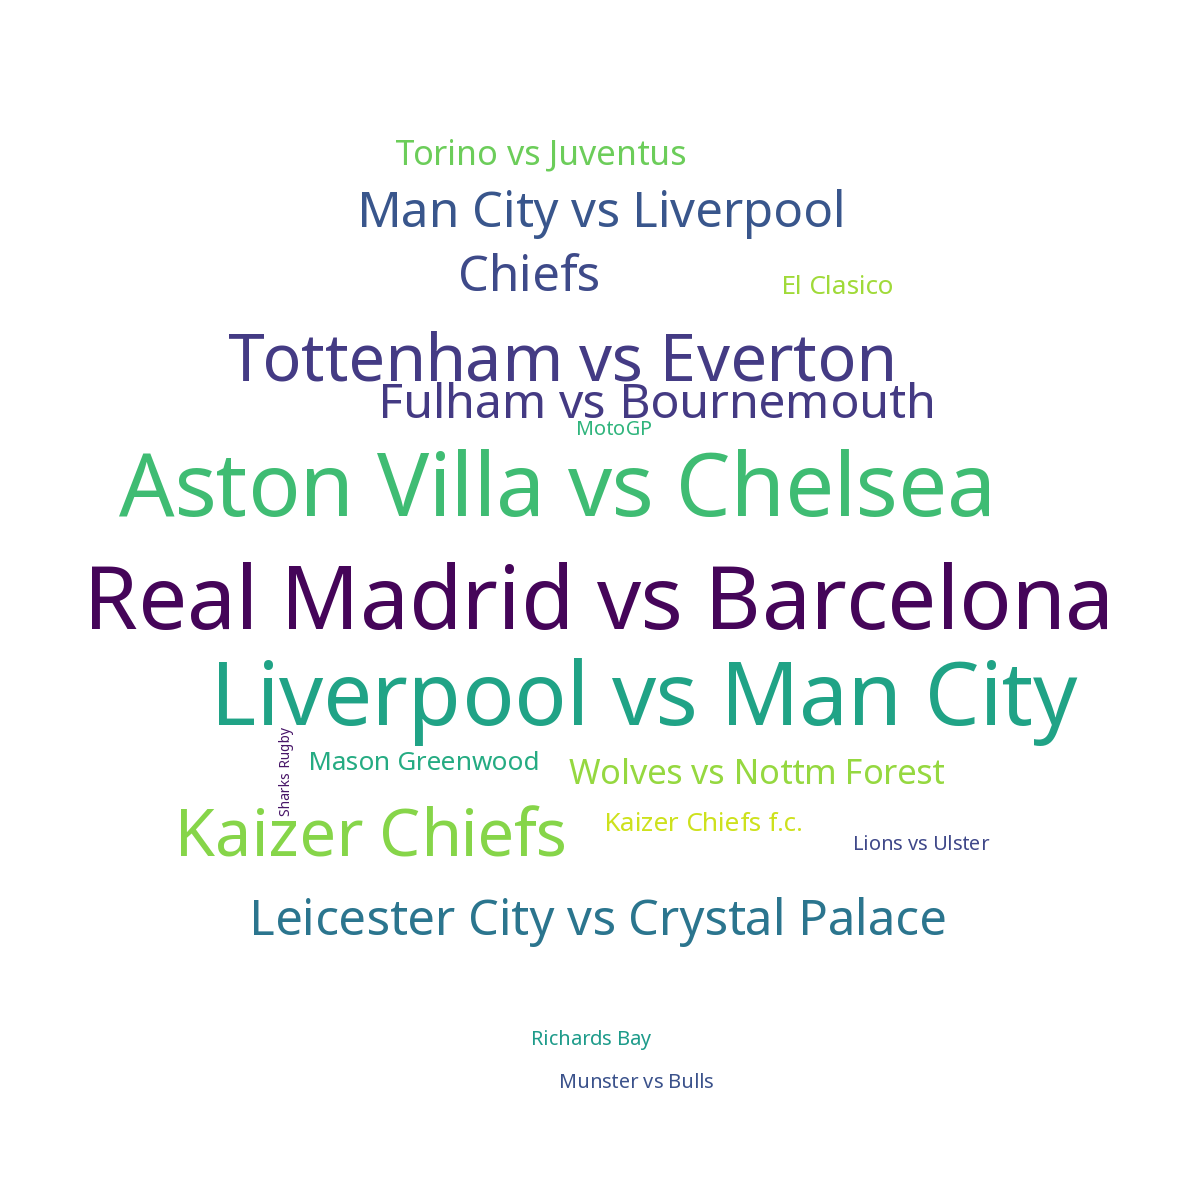 Torino vs Juventus
Man City vs Liverpool
Chiefs
El Clasico
Tottenham vs Everton
Fulham vs Bournemouth
MotoGP
Aston Villa vs Chelsea
Real Madrid vs Barcelona
Liverpool vs Man City
Sharks Rugby
Mason Greenwood
Wolves vs Nottm Forest
Kaizer Chiefs
Kaizer Chiefs f.c.
Lions vs Ulster
Leicester City vs Crystal Palace
Richards Bay
Munster vs Bulls